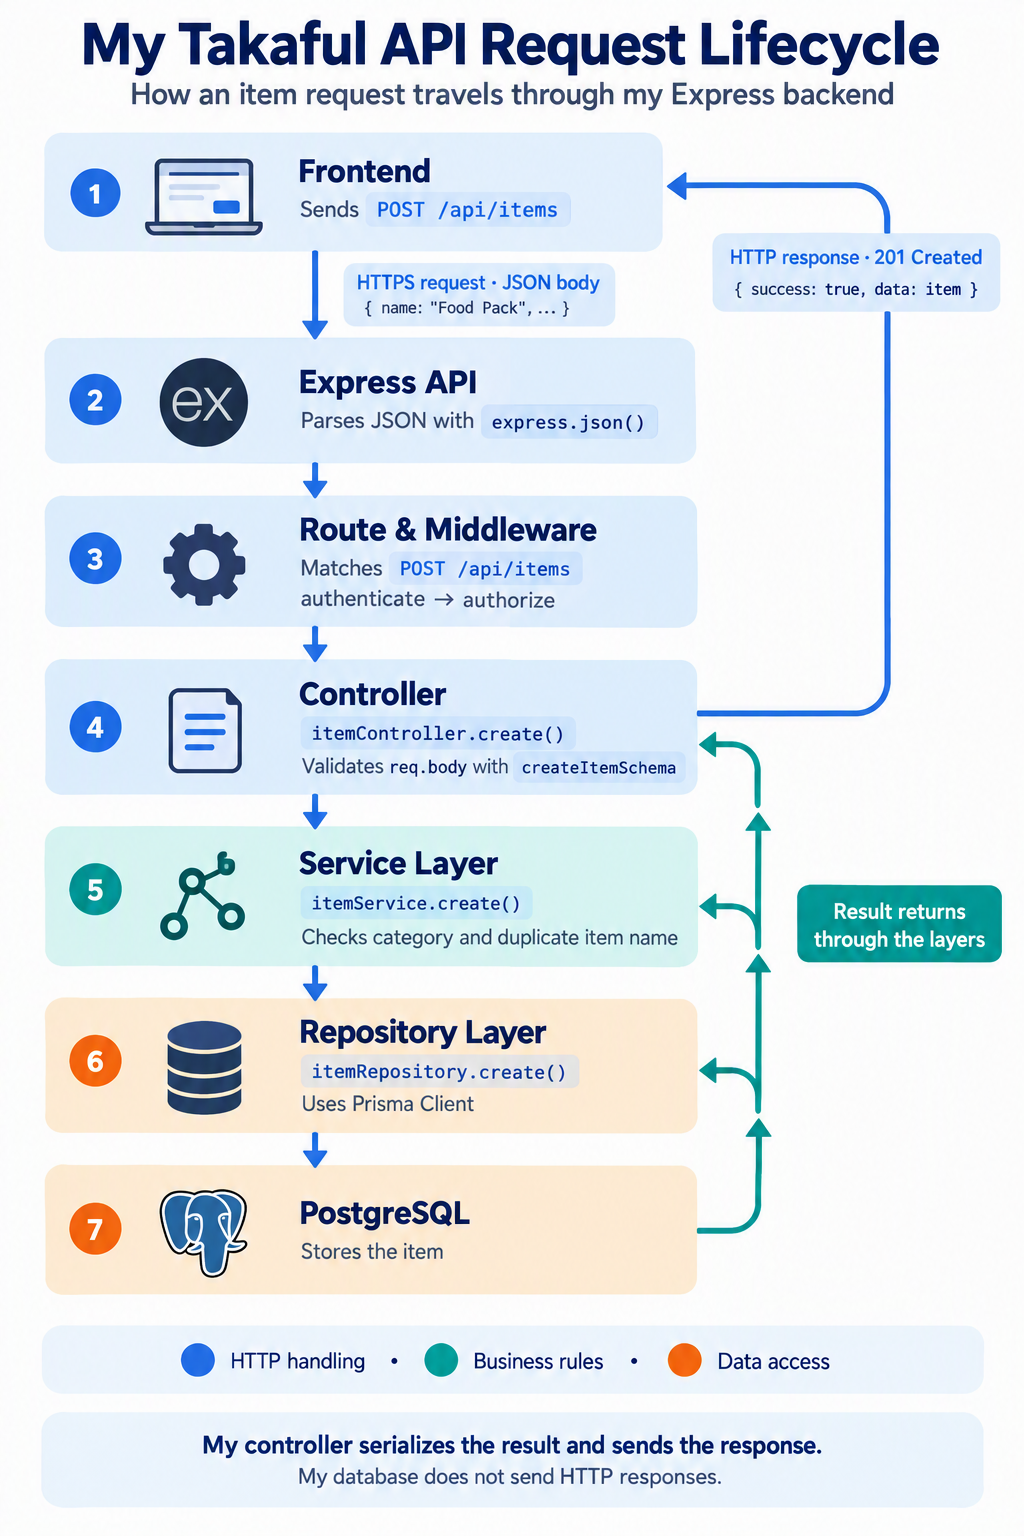 My Takaful API Request Lifecycle
How an item request travels through my Express backend
1
Frontend
Sends POST /api/items
HTTPS request · JSON body
{ name: "Food Pack", ... }
HTTP response · 201 Created
{ success: true, data: item }
2
ex
Express API
Parses JSON with express.json()
3
Route & Middleware
Matches POST /api/items
authenticate → authorize
4
Controller
itemController.create()
Validates req.body with createItemSchema
5
Service Layer
itemService.create()
Checks category and duplicate item name
Result returns
through the layers
6
Repository Layer
itemRepository.create()
Uses Prisma Client
7
PostgreSQL
Stores the item
HTTP handling • Business rules • Data access
My controller serializes the result and sends the response.
My database does not send HTTP responses.